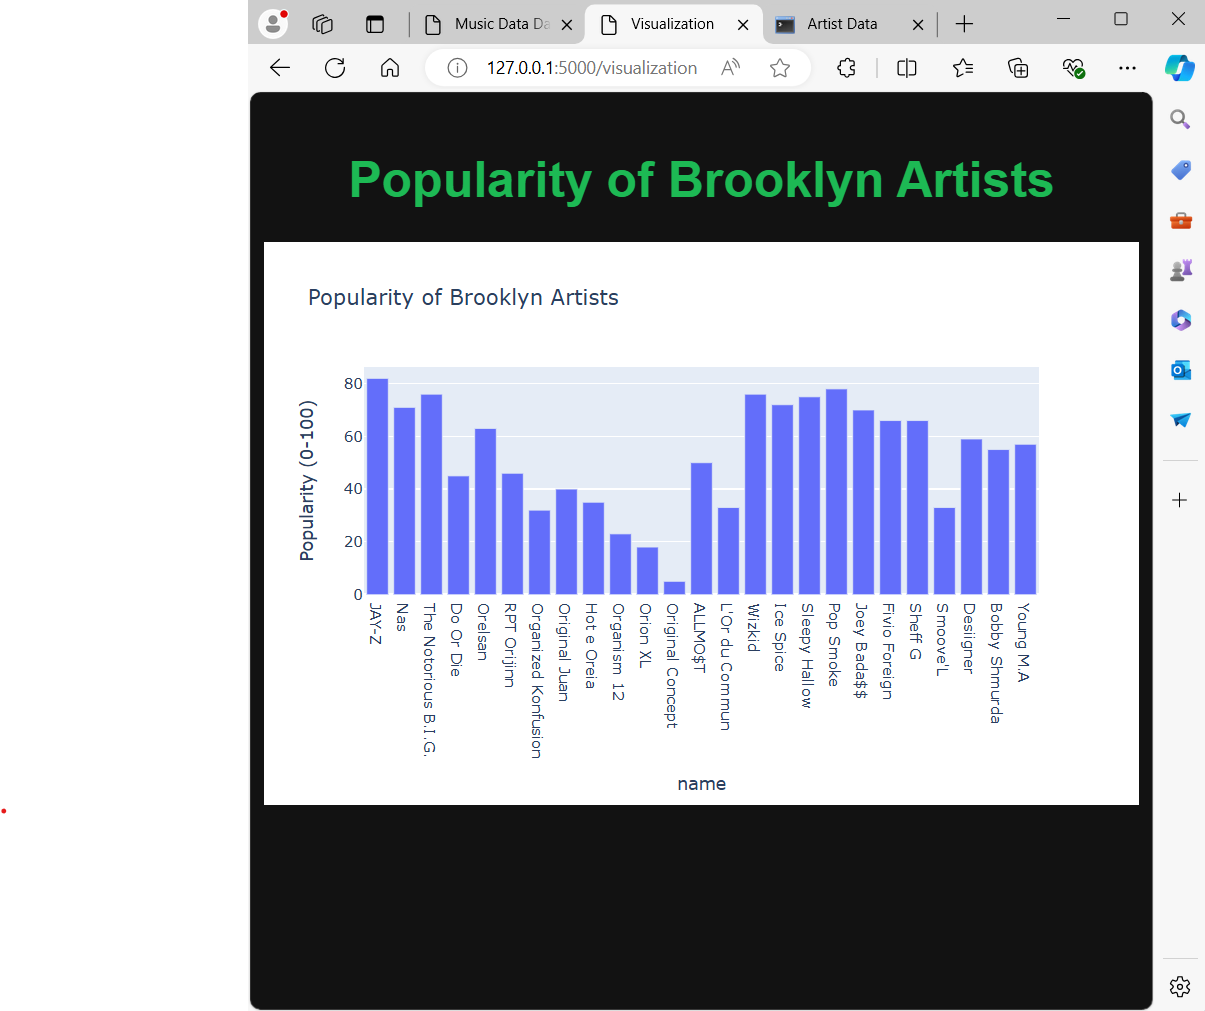 Music Data Da
Visualization
Artist Data
127.0.0.1:5000/visualization
Popularity of Brooklyn Artists
Popularity of Brooklyn Artists
Popularity (0-100)
80
60
40
20
0
JAY-Z
Nas
The Notorious B.I.G.
Do Or Die
Orelsan
RPT Orijinn
Organized Konfusion
Original Juan
Hot e Oreia
Organism 12
Orion XL
Original Concept
ALLMO$T
L'Or du Commun
Wizkid
Ice Spice
Sleepy Hallow
Pop Smoke
Joey Bada$$
Fivio Foreign
Sheff G
Smoove'L
Desiigner
Bobby Shmurda
Young M.A
name